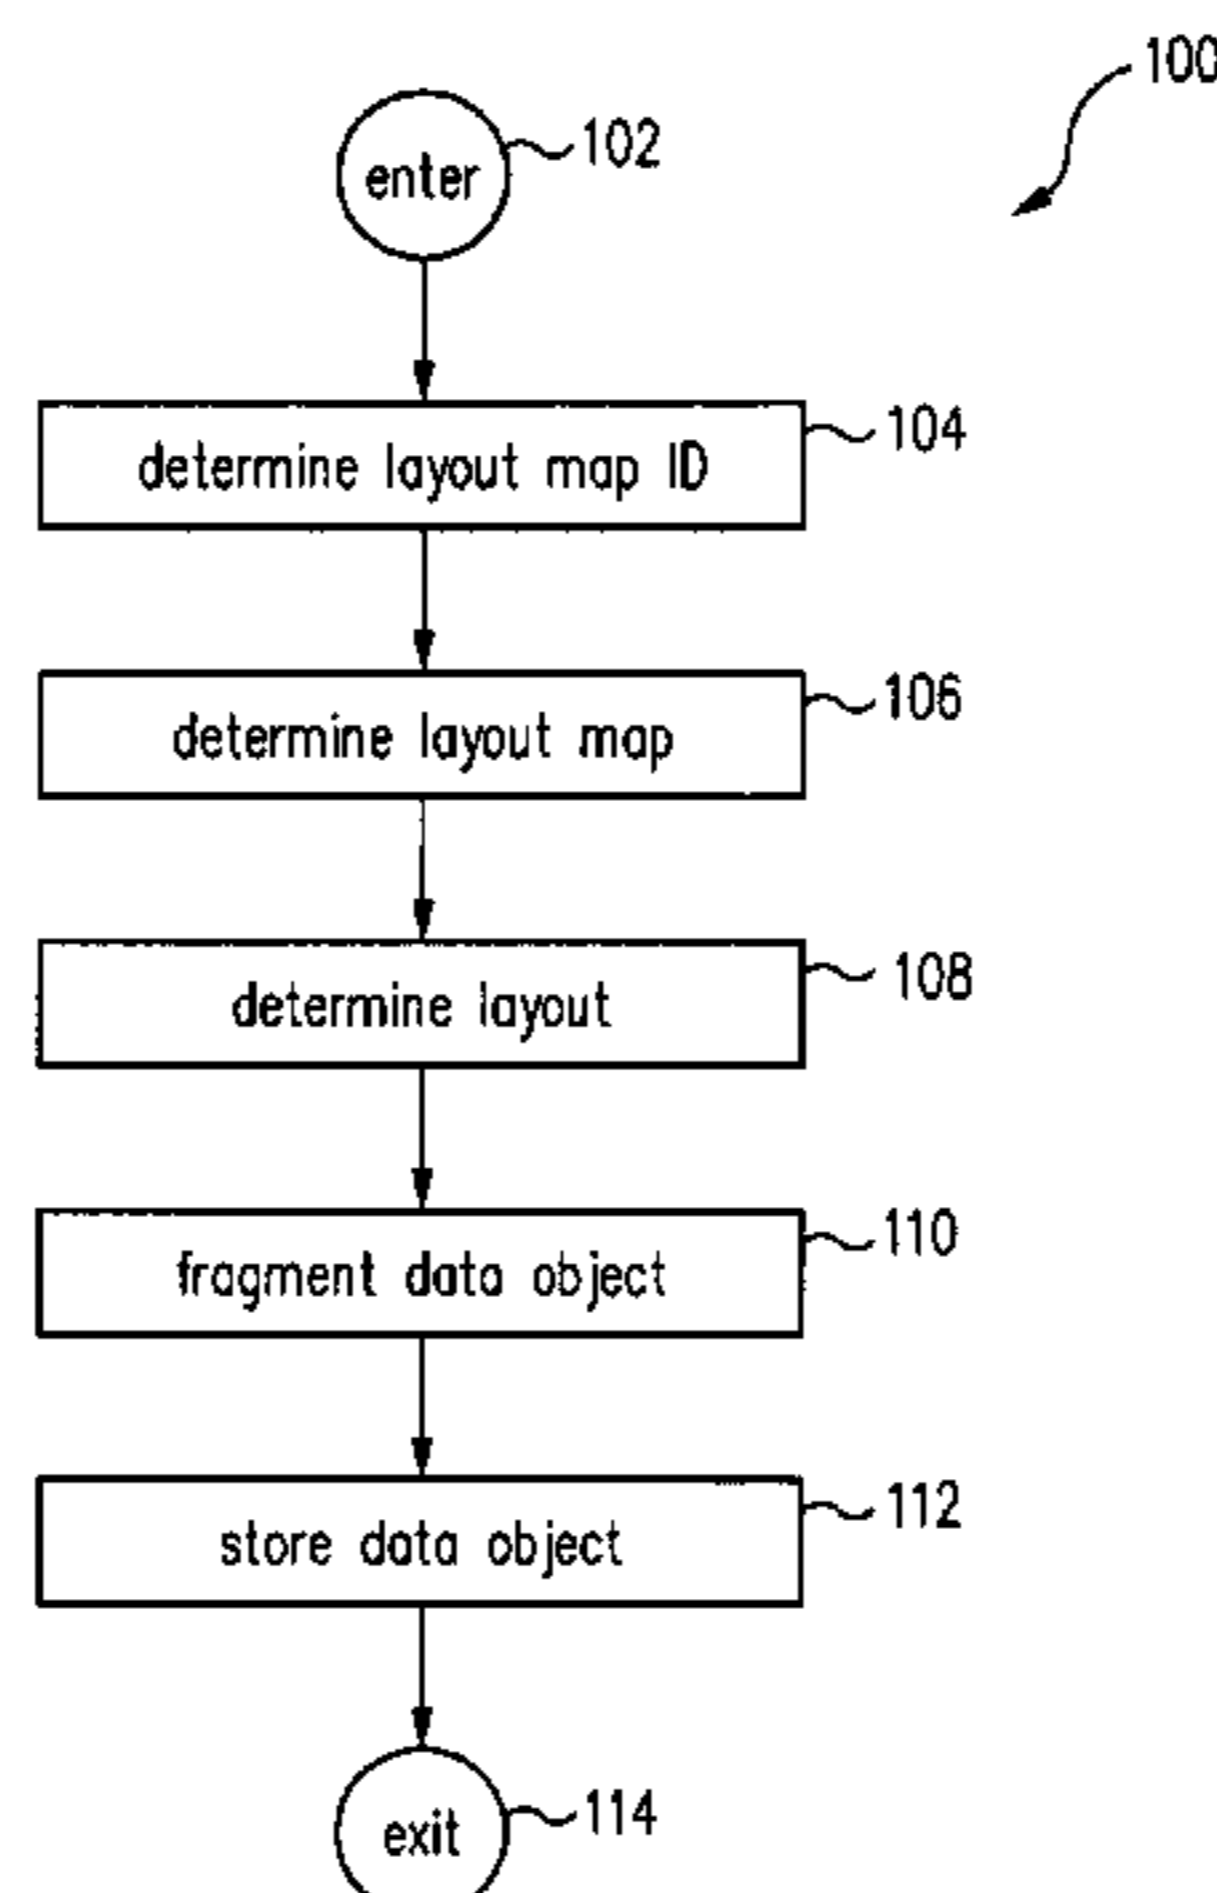 100
enter
102
determine layout map ID
104
determine layout map
106
determine layout
108
fragment data object
110
store data object
112
exit
114